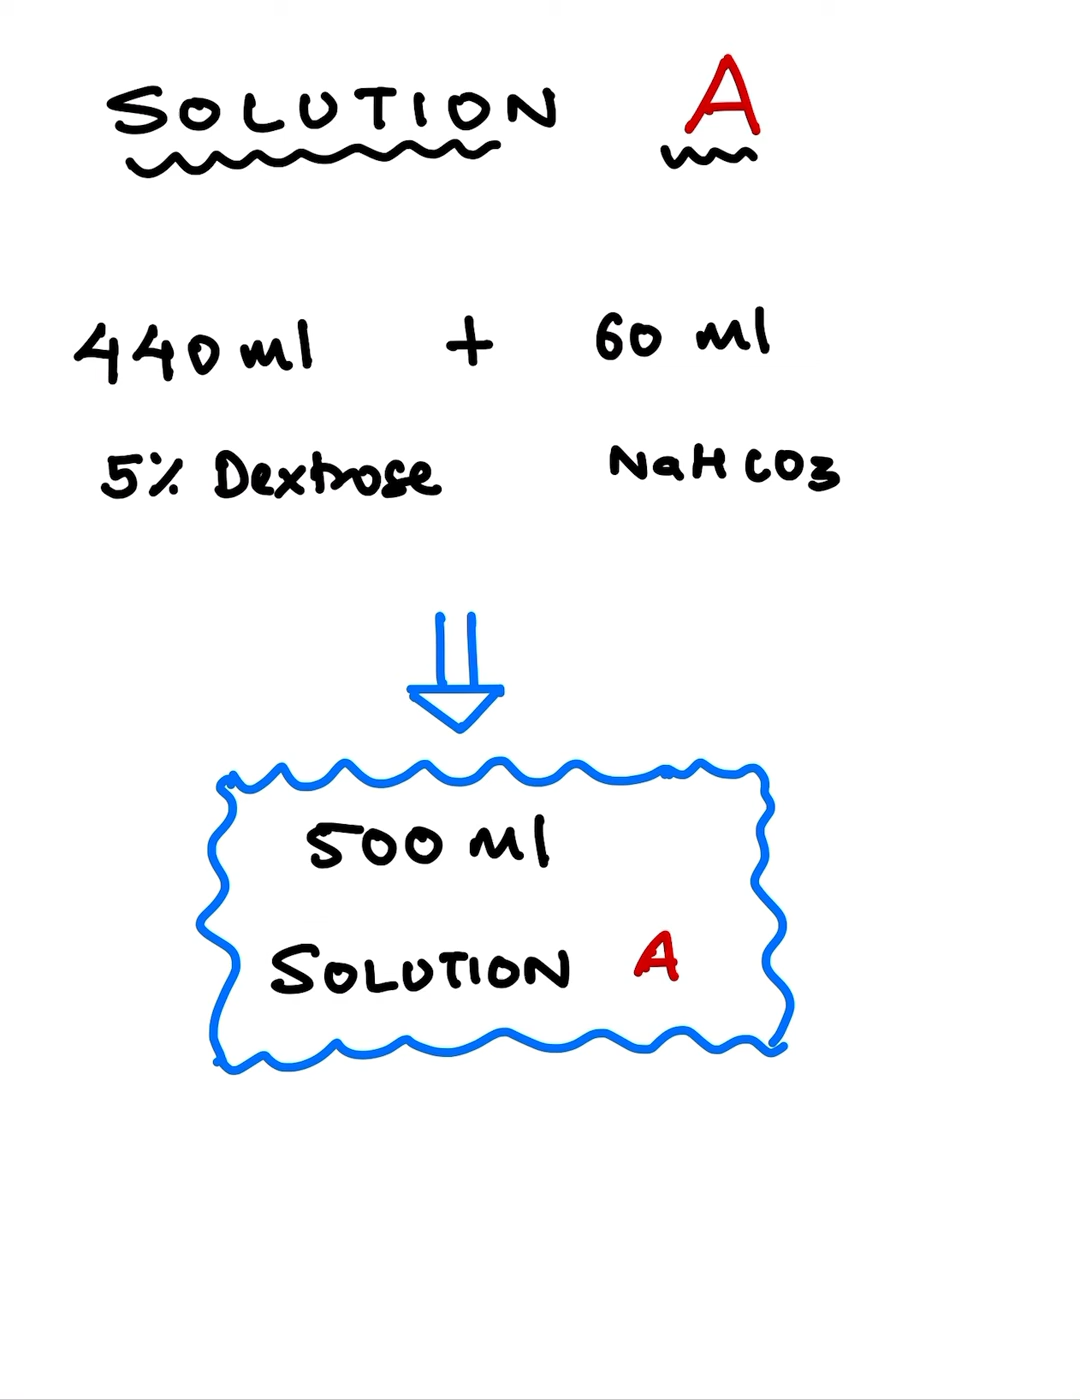 SOLUTION A
440 ml + 60 ml
5% Dextrose NaHCO3
500 ml
SOLUTION A